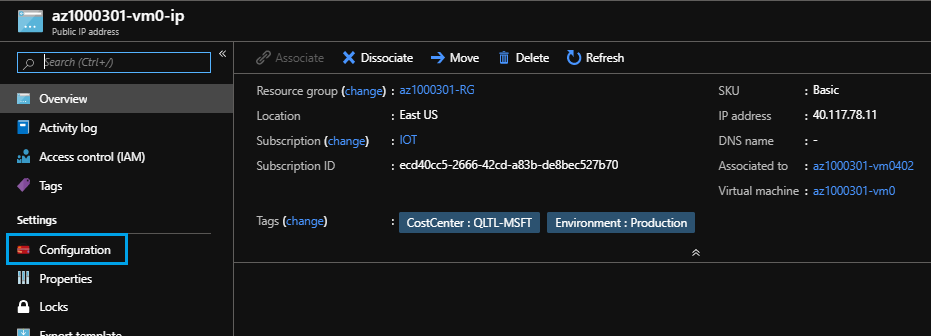 az1000301-vm0-ip
Public IP address
Search (Ctrl+/)
«
Overview
Activity log
Access control (IAM)
Tags
Settings
Configuration
Properties
Locks
Export template
Associate Dissociate Move Delete Refresh
Resource group (change) : az1000301-RG
Location : East US
Subscription (change) : IOT
Subscription ID : ecd40cc5-2666-42cd-a83b-de8bec527b70
SKU : Basic
IP address : 40.117.78.11
DNS name : -
Associated to : az1000301-vm0402
Virtual machine : az1000301-vm0
Tags (change) : CostCenter : QLTL-MSFT Environment : Production